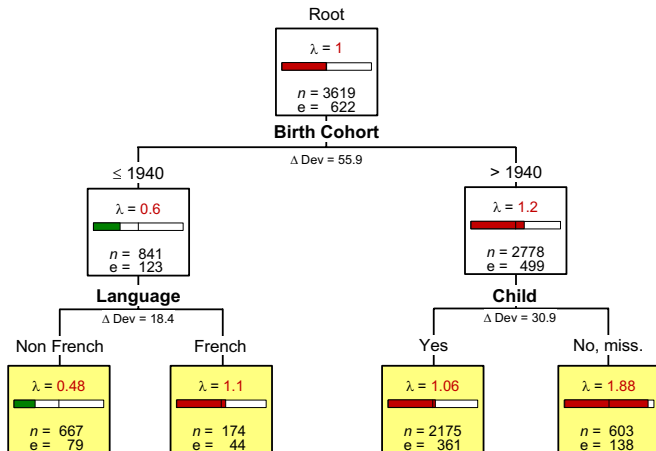 Root
λ = 1
n = 3619
e = 622
Birth Cohort
Δ Dev = 55.9
≤ 1940
> 1940
λ = 0.6
n = 841
e = 123
λ = 1.2
n = 2778
e = 499
Language
Δ Dev = 18.4
Child
Δ Dev = 30.9
Non French
French
Yes
No, miss.
λ = 0.48
n = 667
e = 79
λ = 1.1
n = 174
e = 44
λ = 1.06
n = 2175
e = 361
λ = 1.88
n = 603
e = 138